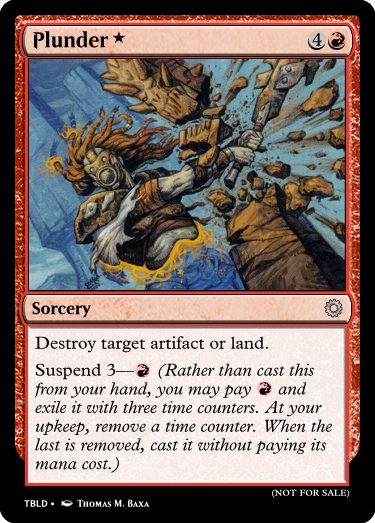 Plunder ★ 4
Sorcery
Destroy target artifact or land.
Suspend 3— (Rather than cast this
from your hand, you may pay and
exile it with three time counters. At your
upkeep, remove a time counter. When the
last is removed, cast it without paying its
mana cost.)
(NOT FOR SALE)
TBLD • Thomas M. Baxa